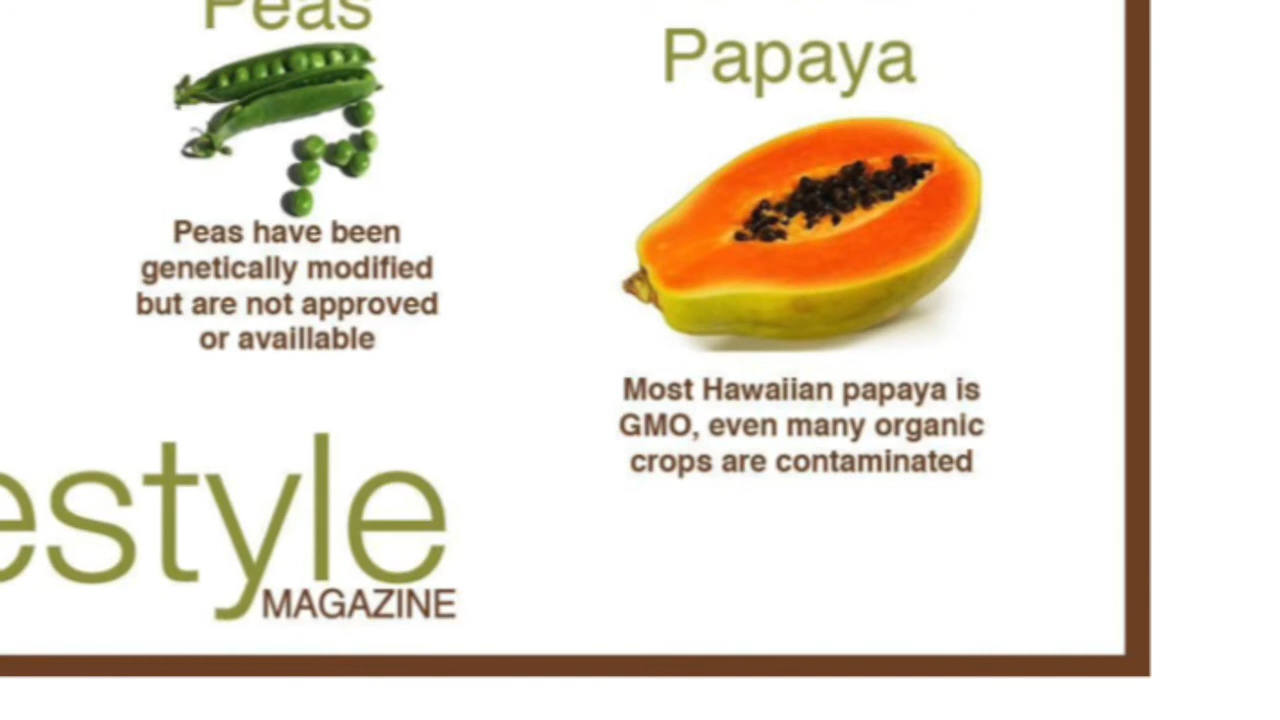 Peas
Peas have been
genetically modified
but are not approved
or availlable
Papaya
Most Hawaiian papaya is
GMO, even many organic
crops are contaminated
estyle
MAGAZINE